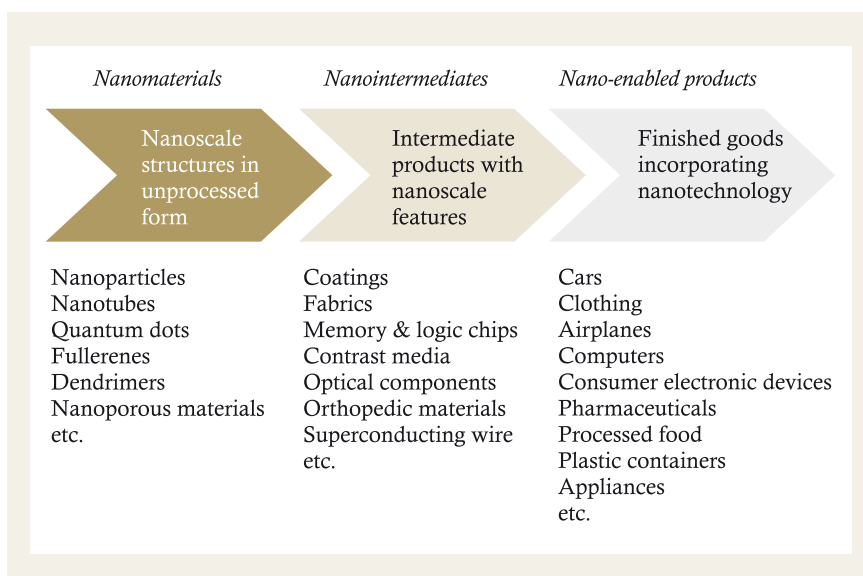 Nanomaterials
Nanoscale
structures in
unprocessed
form
Nanoparticles
Nanotubes
Quantum dots
Fullerenes
Dendrimers
Nanoporous materials
etc.
Nanointermediates
Intermediate
products with
nanoscale
features
Coatings
Fabrics
Memory & logic chips
Contrast media
Optical components
Orthopedic materials
Superconducting wire
etc.
Nano-enabled products
Finished goods
incorporating
nanotechnology
Cars
Clothing
Airplanes
Computers
Consumer electronic devices
Pharmaceuticals
Processed food
Plastic containers
Appliances
etc.